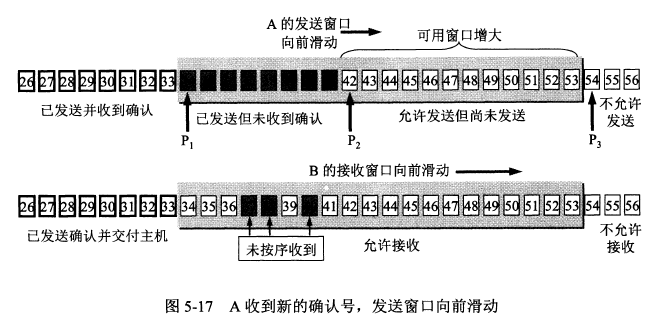 A 的发送窗口
向前滑动
可用窗口增大
26 27 28 29 30 31 32 33 42 43 44 45 46 47 48 49 50 51 52 53 54 55 56
已发送并收到确认
已发送但未收到确认
允许发送但尚未发送
不允许
发送
P1
P2
P3
B 的接收窗口向前滑动
26 27 28 29 30 31 32 33 34 35 36 39 41 42 43 44 45 46 47 48 49 50 51 52 53 54 55 56
已发送确认并交付主机
未按序收到
允许接收
不允许
接收
图 5-17 A 收到新的确认号，发送窗口向前滑动